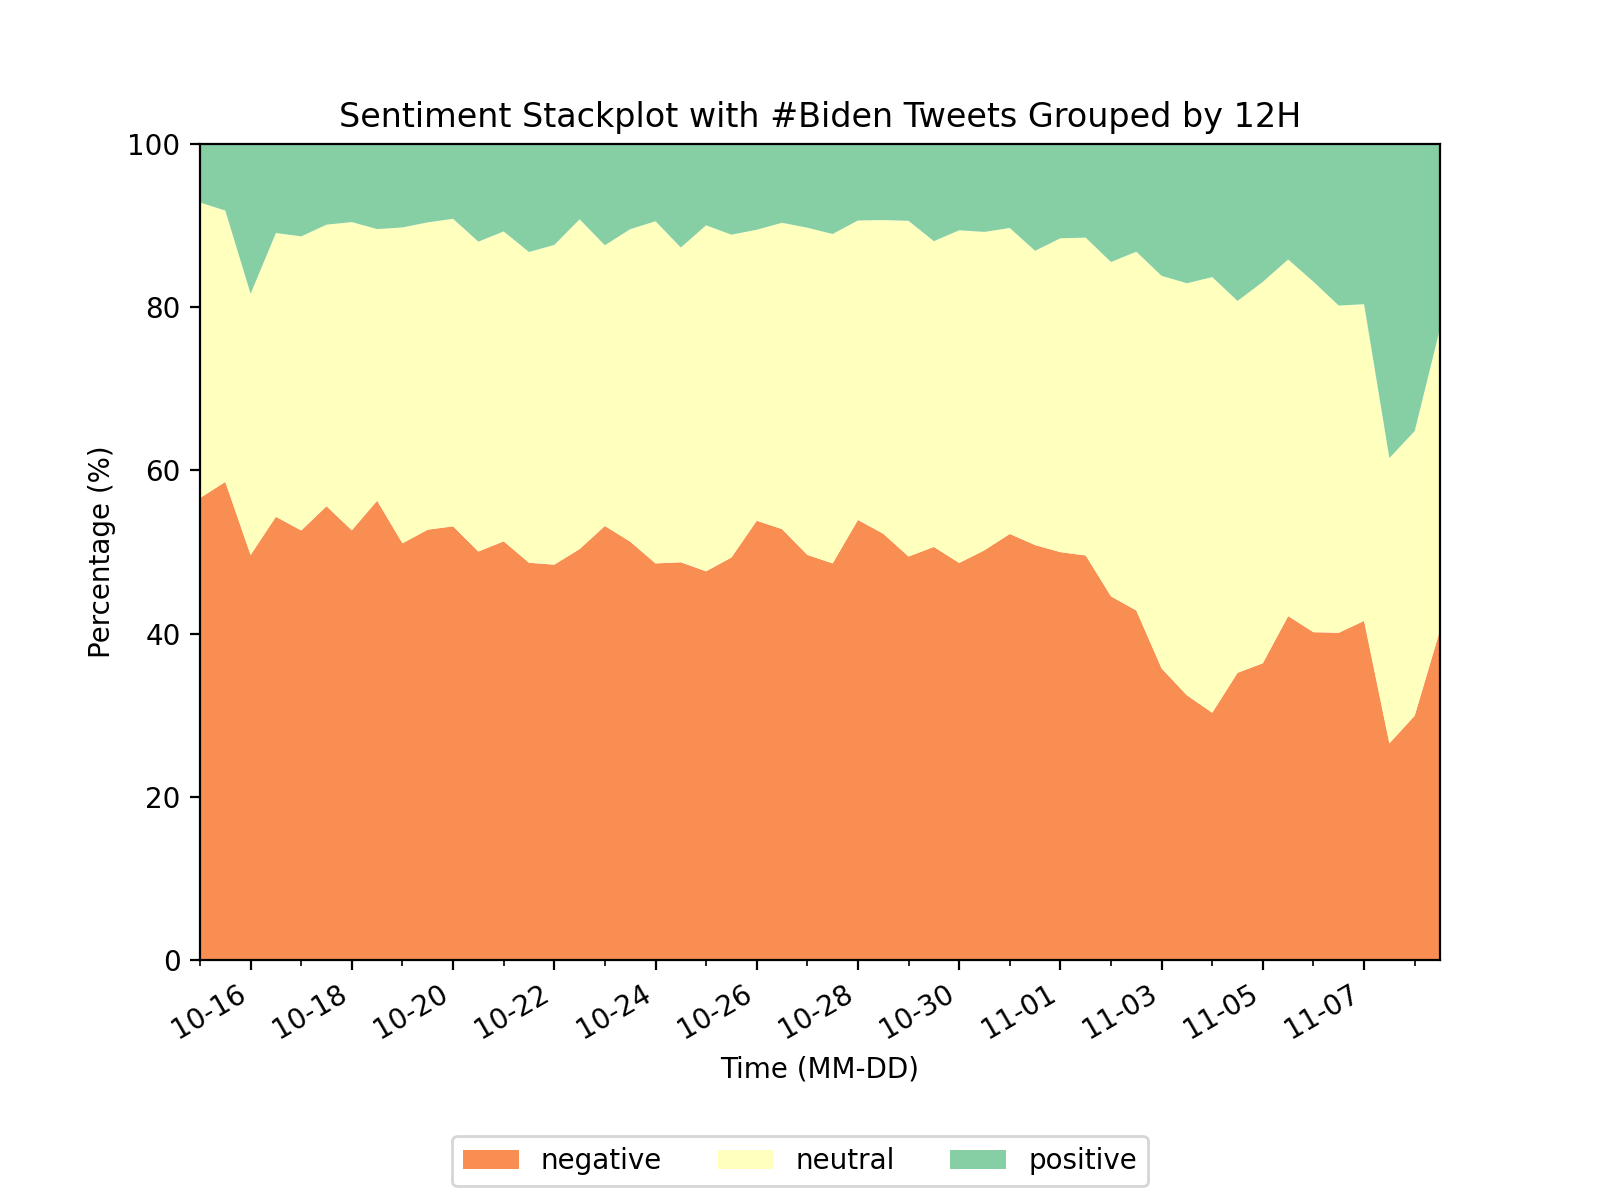 Sentiment Stackplot with #Biden Tweets Grouped by 12H
100
80
60
40
20
0
Percentage (%)
10-16 10-18 10-20 10-22 10-24 10-26 10-28 10-30 11-01 11-03 11-05 11-07
Time (MM-DD)
negative neutral positive